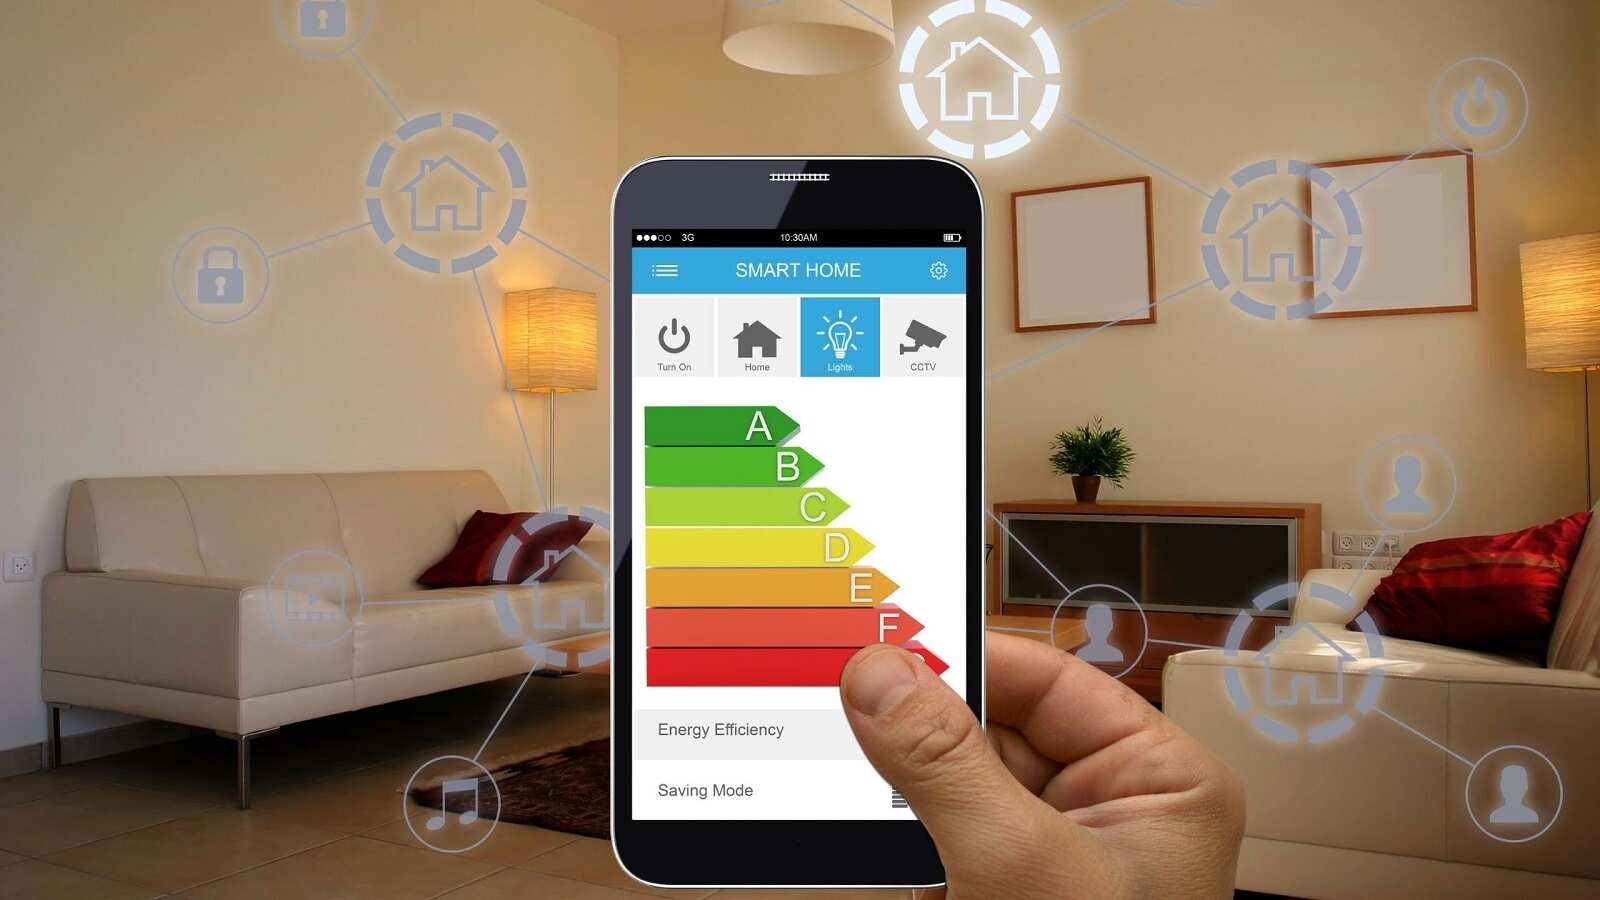 3G 10:30AM
SMART HOME
Turn On Home Lights CCTV
A
B
C
D
E
F
Energy Efficiency
Saving Mode